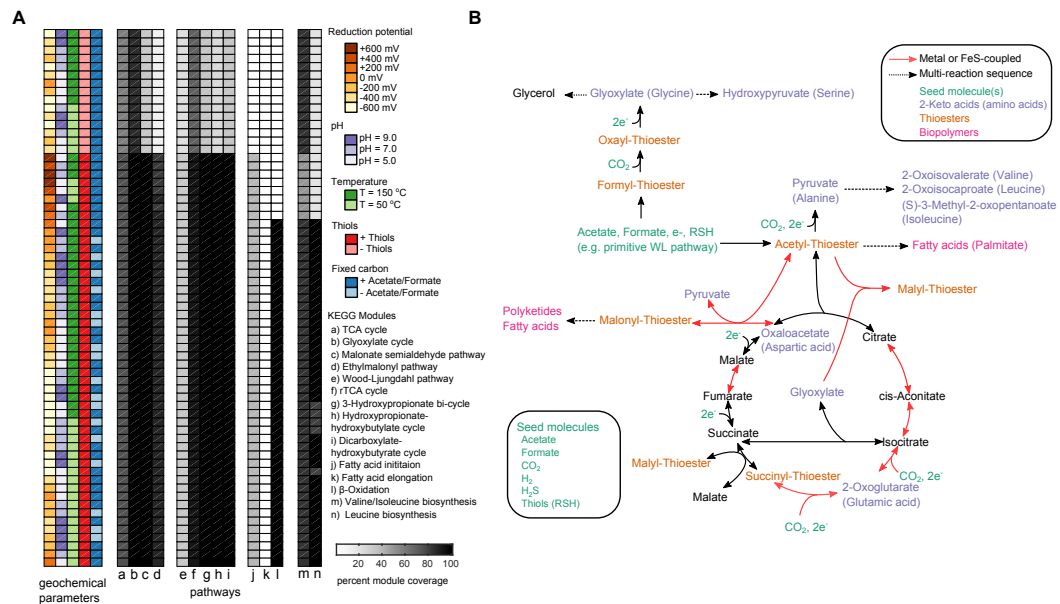 A
Reduction potential
+600 mV
+400 mV
+200 mV
0 mV
-200 mV
-400 mV
-600 mV
pH
pH = 9.0
pH = 7.0
pH = 5.0
Temperature
T = 150 °C
T = 50 °C
Thiols
+ Thiols
- Thiols
Fixed carbon
+ Acetate/Formate
- Acetate/Formate
KEGG Modules
a) TCA cycle
b) Glyoxylate cycle
c) Malonate semialdehyde pathway
d) Ethylmalonyl pathway
e) Wood-Ljungdahl pathway
f) rTCA cycle
g) 3-Hydroxypropionate bi-cycle
h) Hydroxypropionate-
hydroxybutylate cycle
i) Dicarboxylate-
hydroxybutyrate cycle
j) Fatty acid inititaion
k) Fatty acid elongation
l) β-Oxidation
m) Valine/Isoleucine biosynthesis
n) Leucine biosynthesis
0 20 40 60 80 100
percent module coverage
a b c d e f g h i j k l m n
geochemical
parameters
pathways
B
Metal or FeS-coupled
Multi-reaction sequence
Seed molecule(s)
2-Keto acids (amino acids)
Thioesters
Biopolymers
Glycerol
Glyoxylate (Glycine)
Hydroxypyruvate (Serine)
2e-
Oxayl-Thioester
CO2
Formyl-Thioester
Pyruvate
(Alanine)
2-Oxoisovalerate (Valine)
2-Oxoisocaproate (Leucine)
(S)-3-Methyl-2-oxopentanoate
(Isoleucine)
CO2, 2e-
Acetate, Formate, e-, RSH
(e.g. primitive WL pathway)
Acetyl-Thioester
Fatty acids (Palmitate)
Pyruvate
Malyl-Thioester
Polyketides
Fatty acids
Malonyl-Thioester
Oxaloacetate
(Aspartic acid)
2e-
Malate
Citrate
Fumarate
Glyoxylate
cis-Aconitate
2e-
Succinate
Isocitrate
Malyl-Thioester
Succinyl-Thioester
CO2, 2e-
Malate
2-Oxoglutarate
(Glutamic acid)
CO2, 2e-
Seed molecules
Acetate
Formate
CO2
H2
H2S
Thiols (RSH)